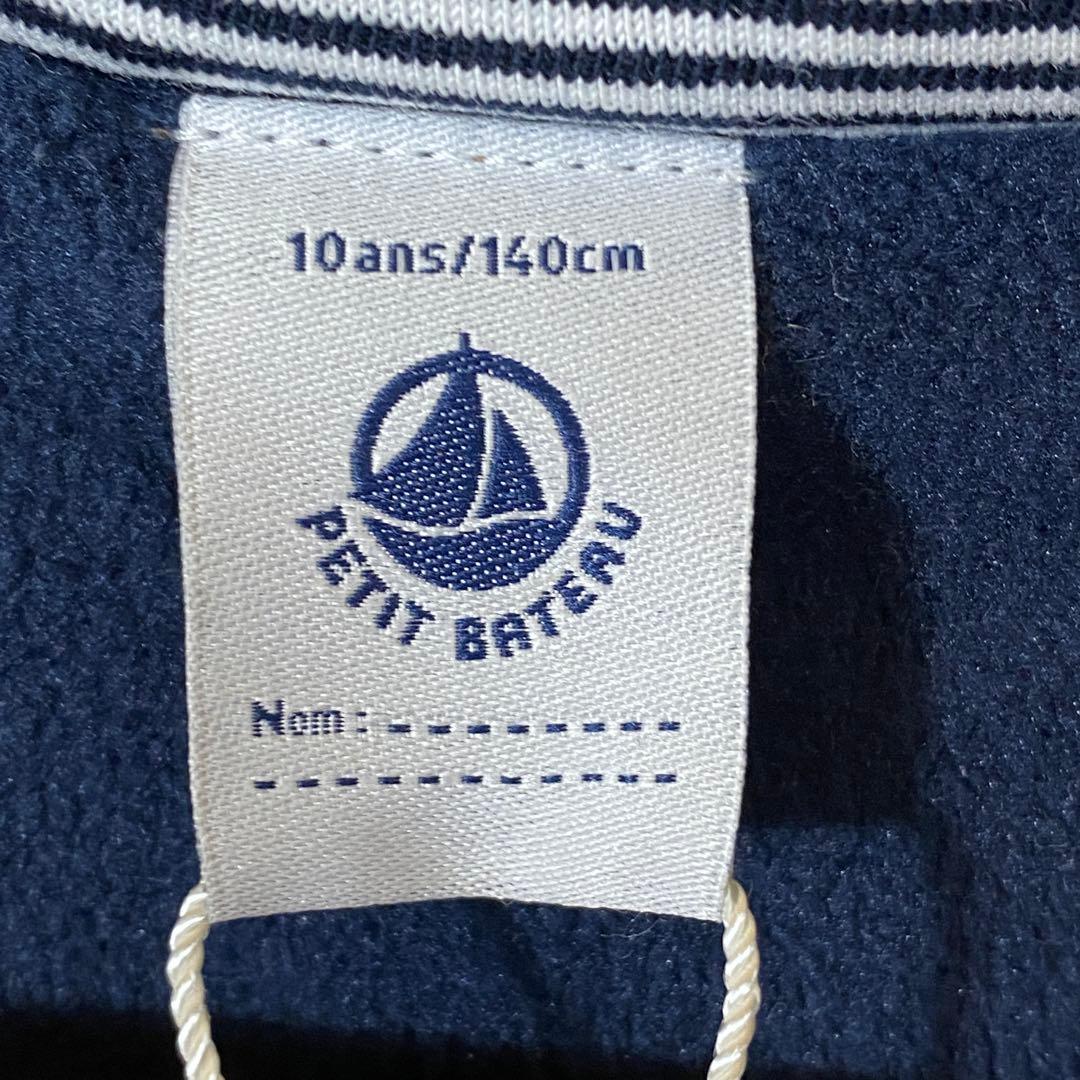 10ans/140cm
PETIT BATEAU
Nom :